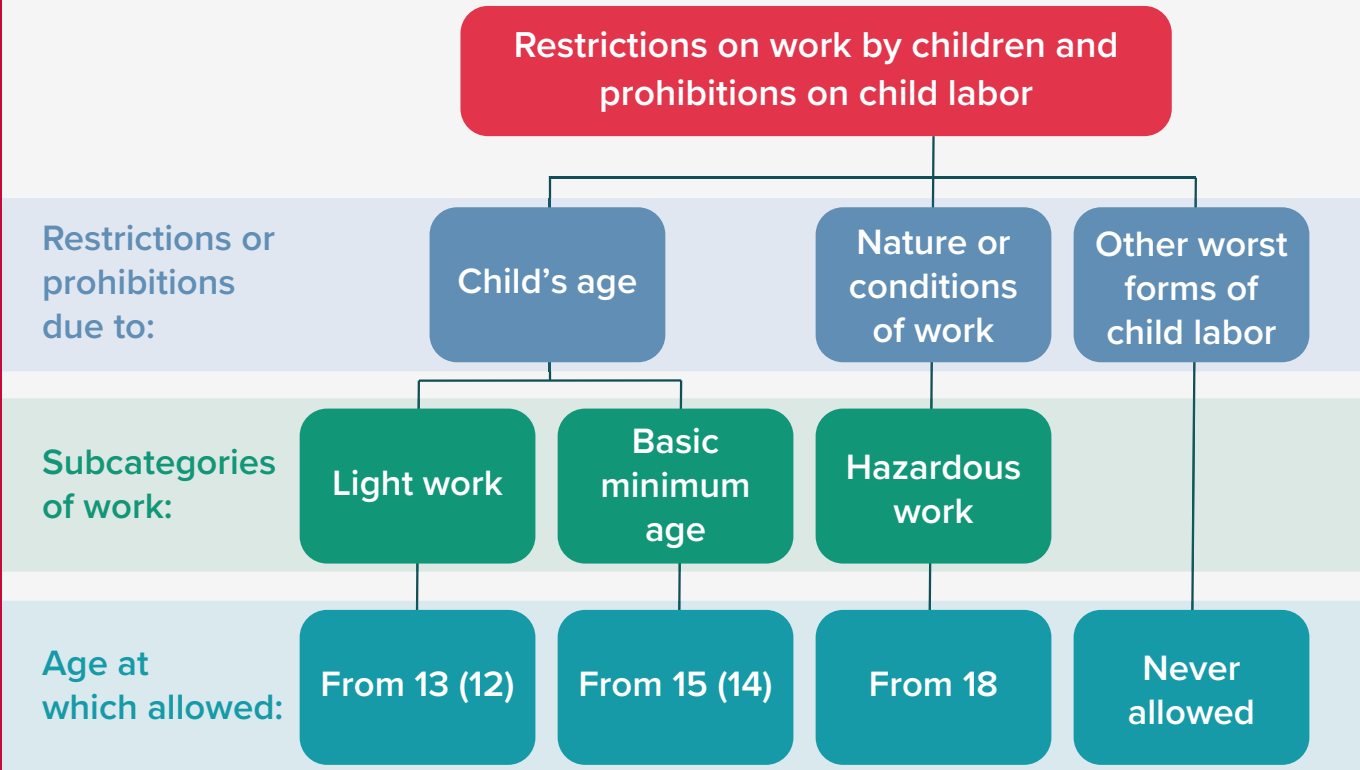 Restrictions on work by children and
prohibitions on child labor
Restrictions or
prohibitions
due to:
Child’s age
Nature or
conditions
of work
Other worst
forms of
child labor
Subcategories
of work:
Light work
Basic
minimum
age
Hazardous
work
Age at
which allowed:
From 13 (12)
From 15 (14)
From 18
Never
allowed